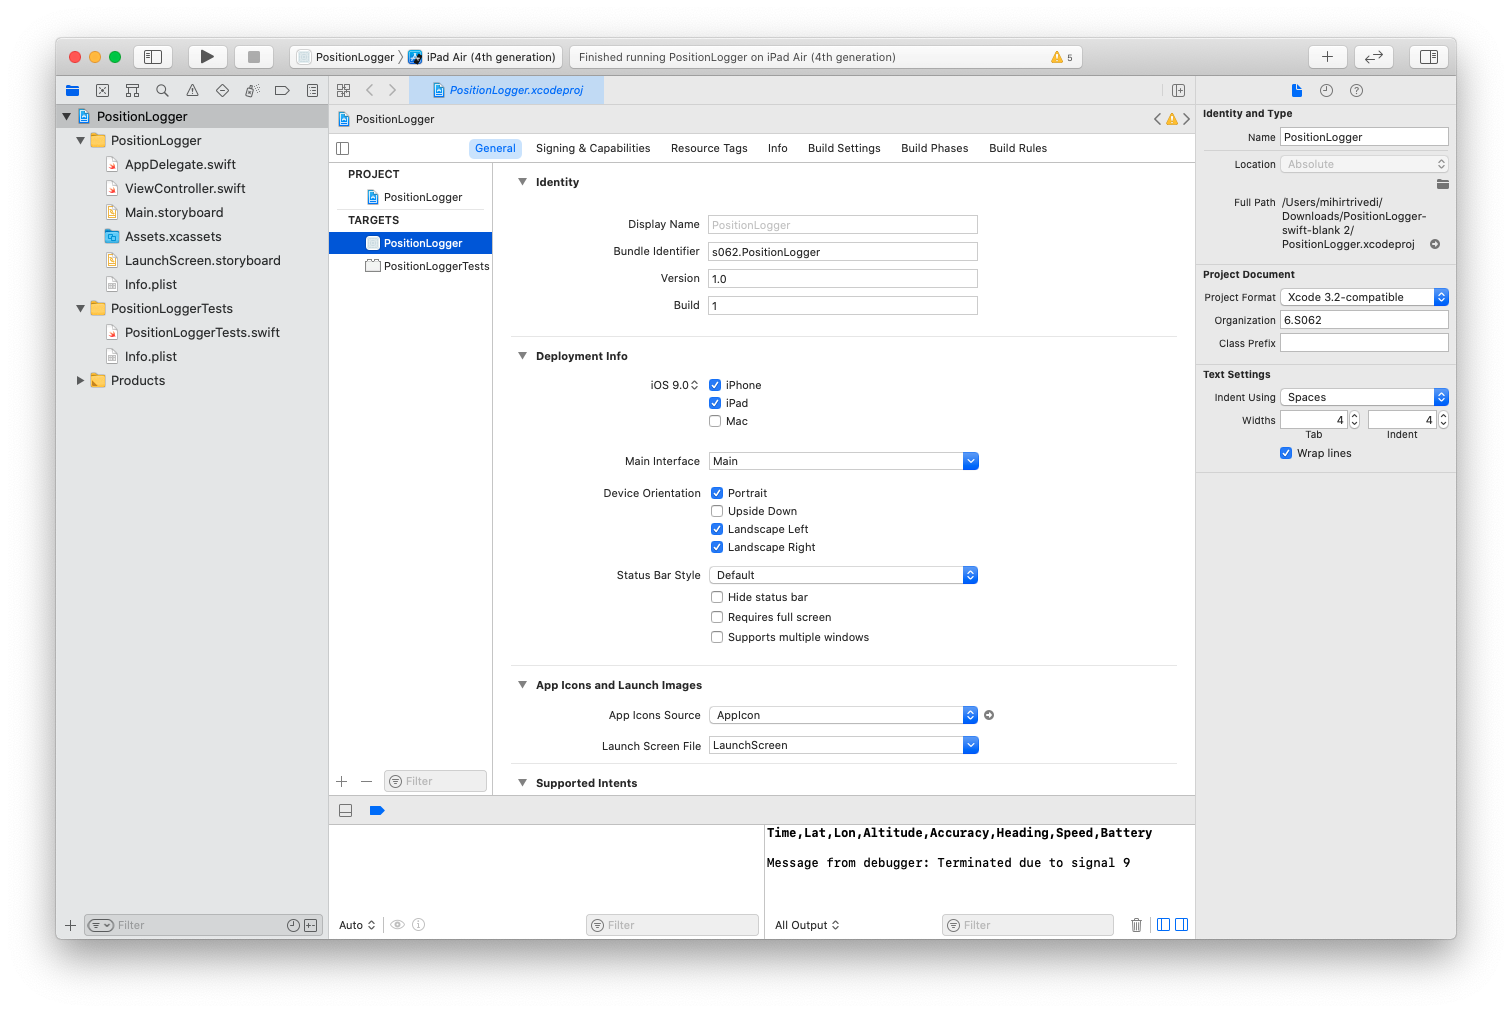 PositionLogger
iPad Air (4th generation)
Finished running PositionLogger on iPad Air (4th generation)
5
PositionLogger.xcodeproj
PositionLogger
PositionLogger
AppDelegate.swift
ViewController.swift
Main.storyboard
Assets.xcassets
LaunchScreen.storyboard
Info.plist
PositionLoggerTests
PositionLoggerTests.swift
Info.plist
Products
Filter
PositionLogger
General Signing & Capabilities Resource Tags Info Build Settings Build Phases Build Rules
PROJECT
PositionLogger
TARGETS
PositionLogger
PositionLoggerTests
Filter
Identity
Display Name PositionLogger
Bundle Identifier s062.PositionLogger
Version 1.0
Build 1
Deployment Info
iOS 9.0 iPhone
iPad
Mac
Main Interface Main
Device Orientation Portrait
Upside Down
Landscape Left
Landscape Right
Status Bar Style Default
Hide status bar
Requires full screen
Supports multiple windows
App Icons and Launch Images
App Icons Source AppIcon
Launch Screen File LaunchScreen
Supported Intents
Time,Lat,Lon,Altitude,Accuracy,Heading,Speed,Battery
Message from debugger: Terminated due to signal 9
Auto Filter
All Output Filter
Identity and Type
Name PositionLogger
Location Absolute
Full Path /Users/mihirtrivedi/
Downloads/PositionLogger-
swift-blank 2/
PositionLogger.xcodeproj
Project Document
Project Format Xcode 3.2-compatible
Organization 6.S062
Class Prefix
Text Settings
Indent Using Spaces
Widths 4 4
Tab Indent
Wrap lines